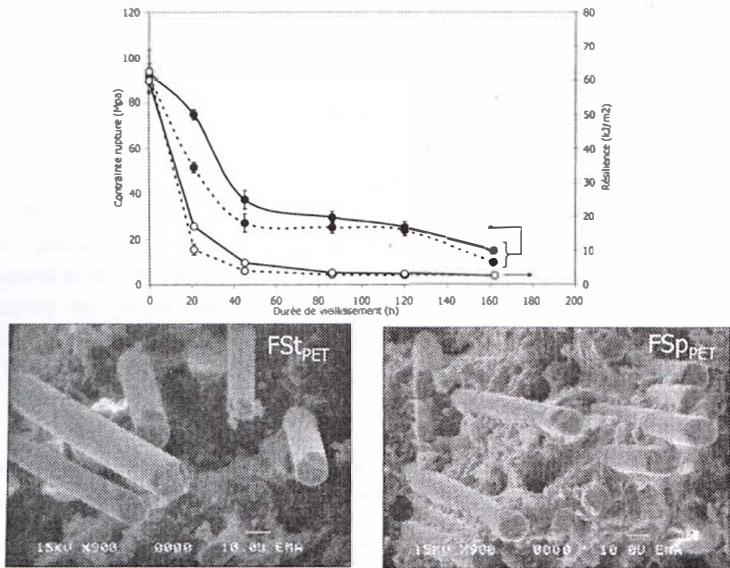 120
100
80
60
40
20
0
Contrainte rupture (Mpa)
80
70
60
50
40
30
20
10
0
Résilience (kJ/m2)
0 20 40 60 80 100 120 140 160 180 200
Durée de vieillissement (h)
FStPET
15KU X900 0000 10.0U EMA
FSpPET
15KU X900 0000 10.0U EMA